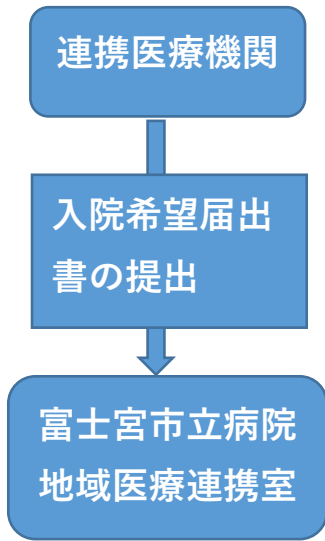 連携医療機関
入院希望届出
書の提出
富士宮市立病院
地域医療連携室